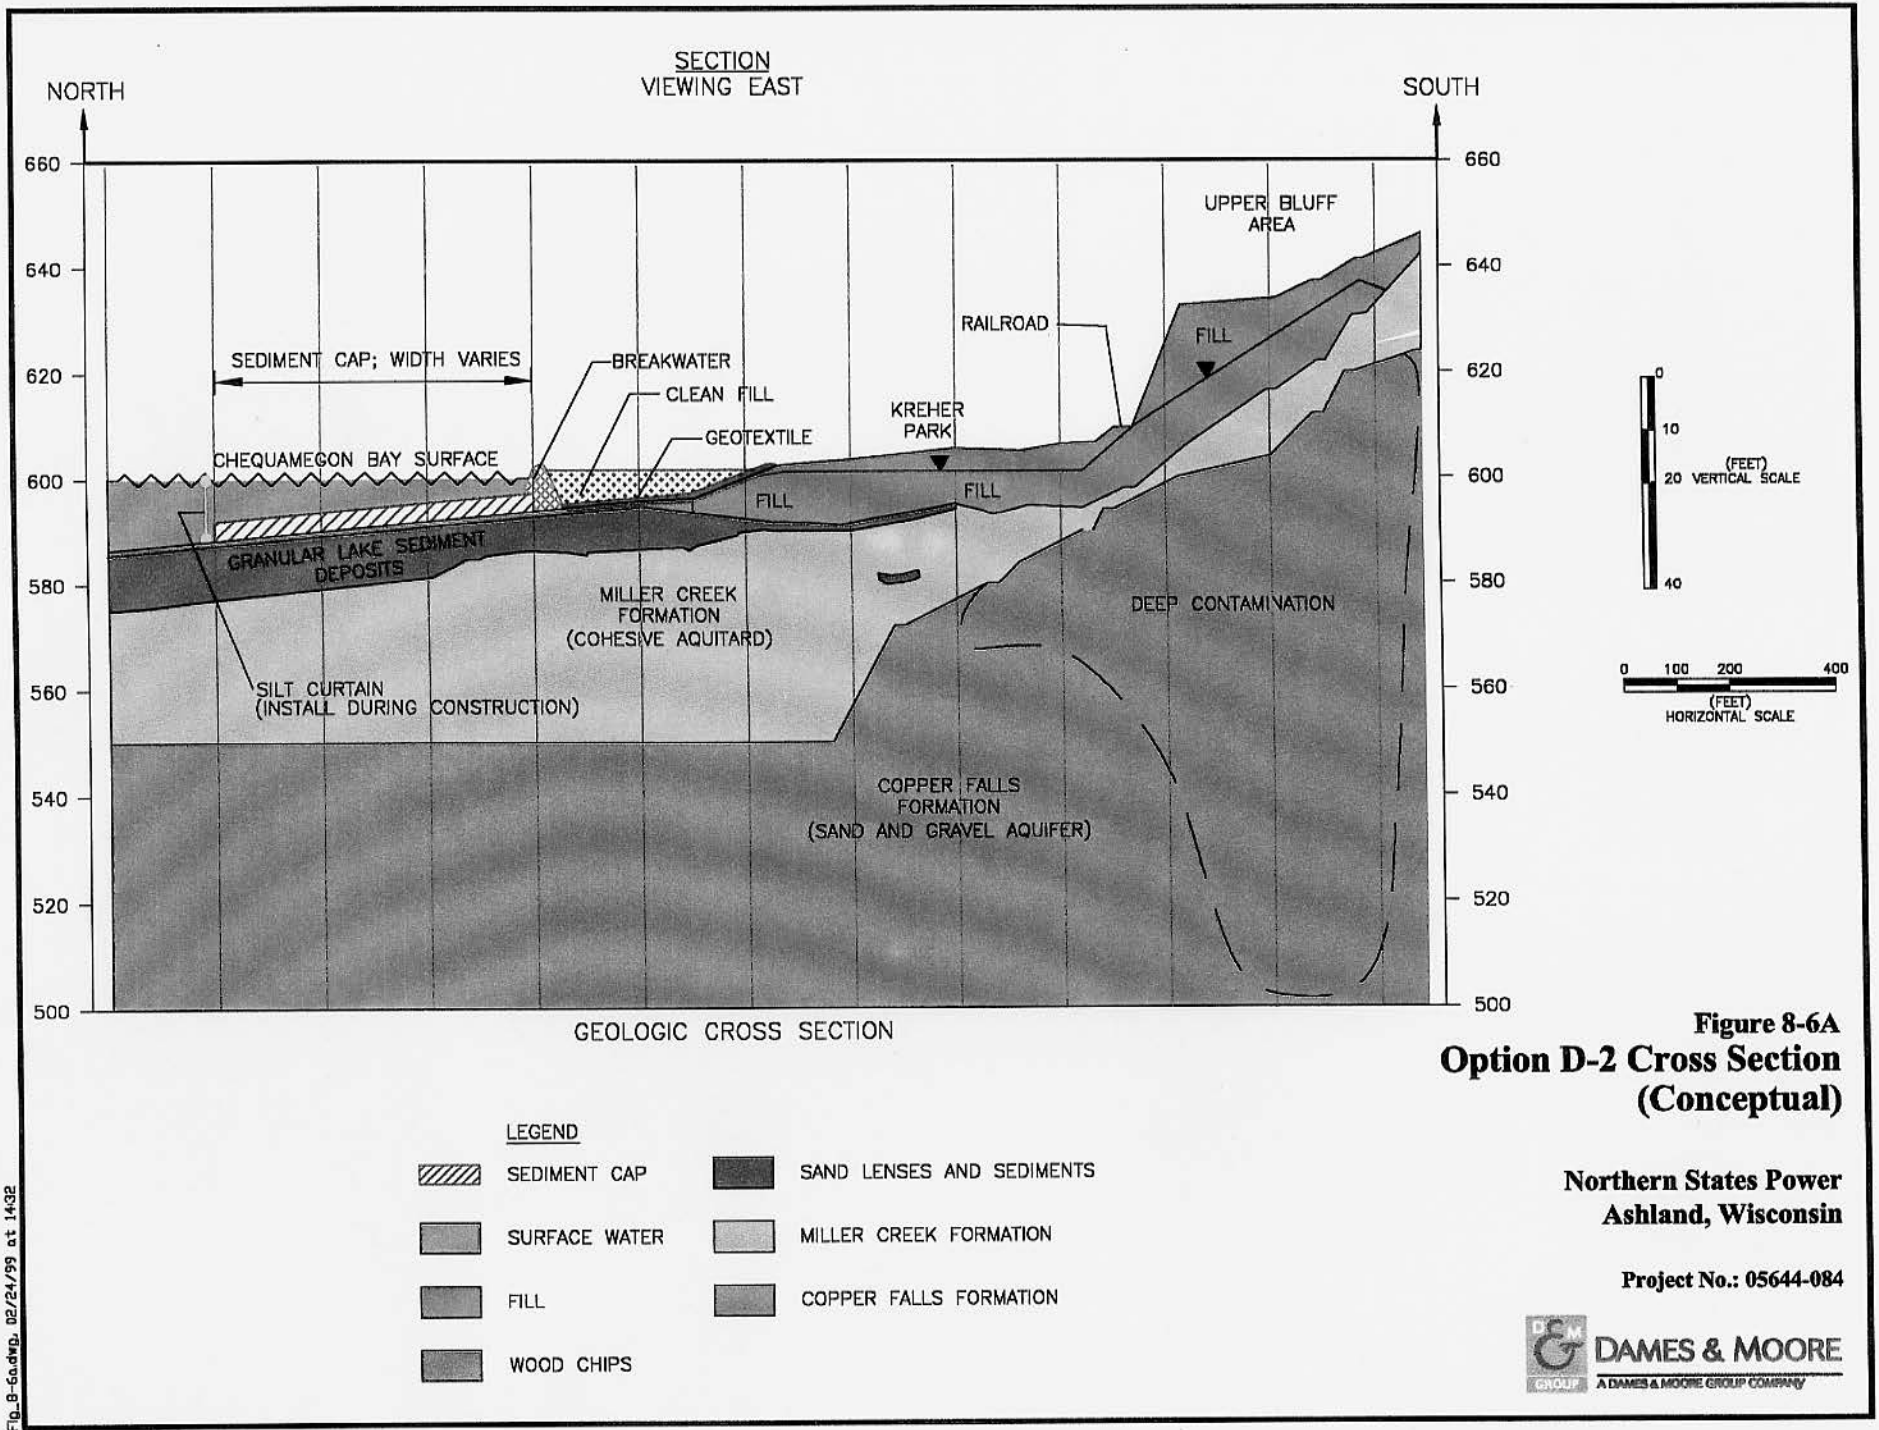 SECTION
VIEWING EAST
NORTH
SOUTH
660
640
620
600
580
560
540
520
500
660
640
620
600
580
560
540
520
500
UPPER BLUFF
AREA
RAILROAD
FILL
SEDIMENT CAP; WIDTH VARIES
BREAKWATER
CLEAN FILL
GEOTEXTILE
KREHER
PARK
CHEQUAMEGON BAY SURFACE
FILL
FILL
GRANULAR LAKE SEDIMENT
DEPOSITS
MILLER CREEK
FORMATION
(COHESIVE AQUITARD)
DEEP CONTAMINATION
SILT CURTAIN
(INSTALL DURING CONSTRUCTION)
COPPER FALLS
FORMATION
(SAND AND GRAVEL AQUIFER)
0
10
20
40
(FEET)
VERTICAL SCALE
0 100 200 400
(FEET)
HORIZONTAL SCALE
GEOLOGIC CROSS SECTION
Figure 8-6A
Option D-2 Cross Section
(Conceptual)
LEGEND
SEDIMENT CAP
SURFACE WATER
FILL
WOOD CHIPS
SAND LENSES AND SEDIMENTS
MILLER CREEK FORMATION
COPPER FALLS FORMATION
Northern States Power
Ashland, Wisconsin
Project No.: 05644-084
D&M
GROUP
DAMES & MOORE
A DAMES & MOORE GROUP COMPANY
Fig_8-6a.dwg, 02/24/99 at 14:32